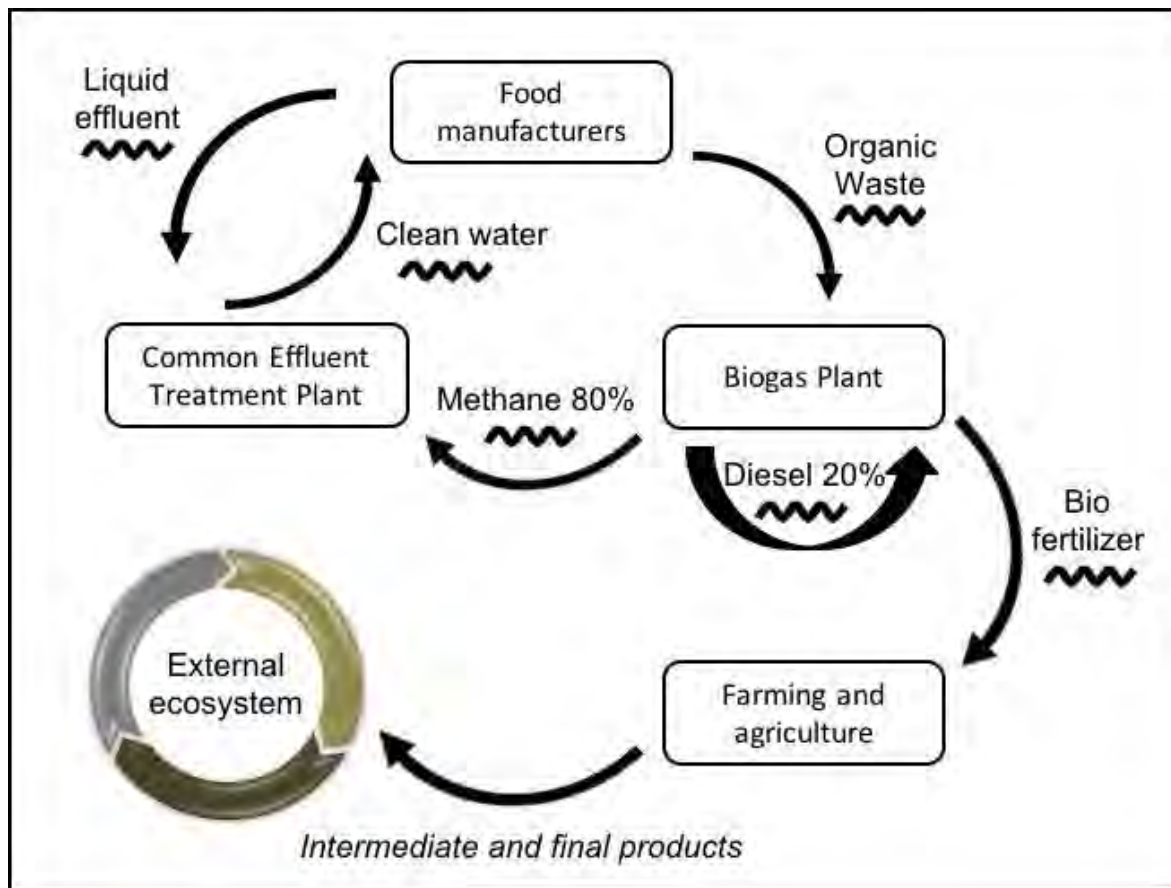 Liquid
effluent
Food
manufacturers
Organic
Waste
Clean water
Common Effluent
Treatment Plant
Methane 80%
Biogas Plant
Diesel 20%
Bio
fertilizer
External
ecosystem
Farming and
agriculture
Intermediate and final products